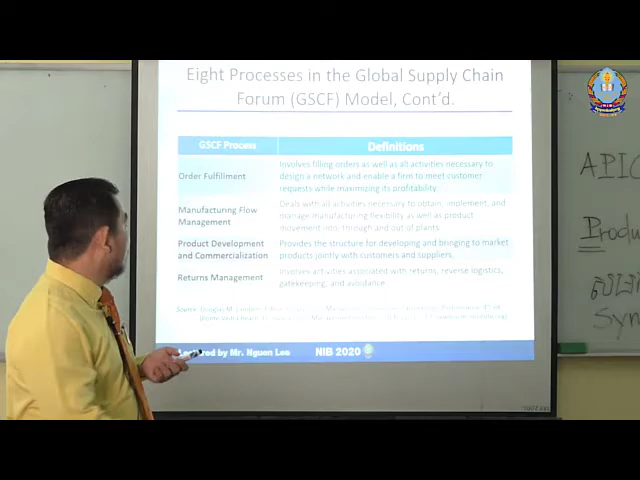 Eight Processes in the Global Supply Chain
Forum (GSCF) Model, Cont'd.
GSCF Process
Definitions
Order Fulfillment
Involves filling orders as well as all activities necessary to
design a network and enable a firm to meet customer
requests while maximizing its profitability.
Manufacturing Flow
Management
Deals with all activities necessary to obtain, implement, and
manage manufacturing flexibility as well as product
movement into, through and out of plants.
Product Development
and Commercialization
Provides the structure for developing and bringing to market
products jointly with customers and suppliers.
Returns Management
Involves activities associated with returns, reverse logistics,
gatekeeping, and avoidance.
Source: Douglas M.
by Mr. Nguon Lee
NIB 2020
APIC
Produ
Syn